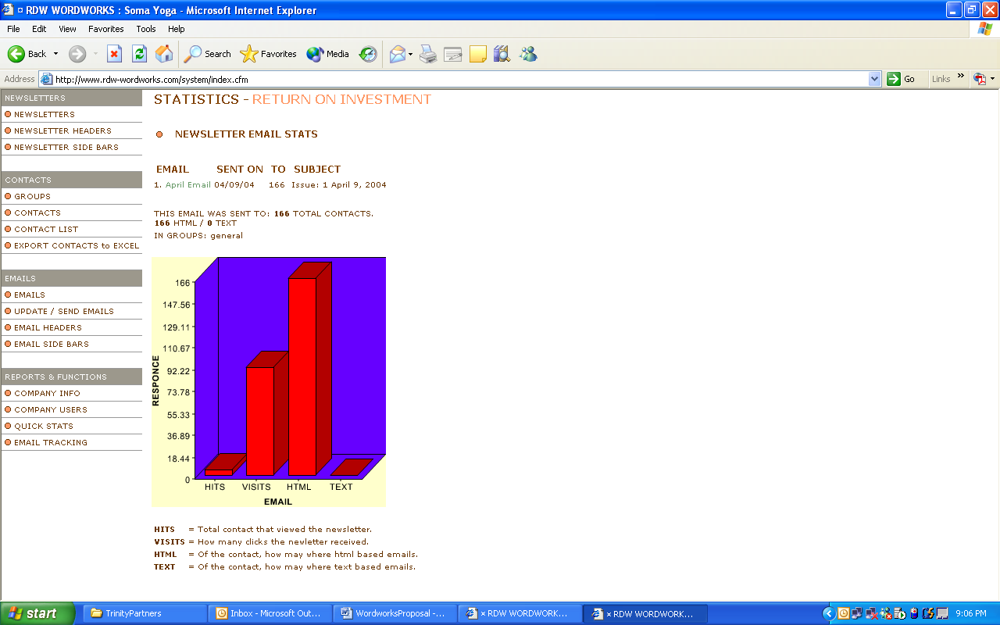 ¤ RDW WORDWORKS : Soma Yoga - Microsoft Internet Explorer
File Edit View Favorites Tools Help
Back Search Favorites Media
Address http://www.rdw-wordworks.com/system/index.cfm Go Links »
NEWSLETTERS
NEWSLETTERS
NEWSLETTER HEADERS
NEWSLETTER SIDE BARS
CONTACTS
GROUPS
CONTACTS
CONTACT LIST
EXPORT CONTACTS to EXCEL
EMAILS
EMAILS
UPDATE / SEND EMAILS
EMAIL HEADERS
EMAIL SIDE BARS
REPORTS & FUNCTIONS
COMPANY INFO
COMPANY USERS
QUICK STATS
EMAIL TRACKING
STATISTICS - RETURN ON INVESTMENT
NEWSLETTER EMAIL STATS
EMAIL SENT ON TO SUBJECT
1. April Email 04/09/04 166 Issue: 1 April 9, 2004
THIS EMAIL WAS SENT TO: 166 TOTAL CONTACTS.
166 HTML / 0 TEXT
IN GROUPS: general
RESPONCE
166
147.56
129.11
110.67
92.22
73.78
55.33
36.89
18.44
0
HITS VISITS HTML TEXT
EMAIL
HITS = Total contact that viewed the newsletter.
VISITS = How many clicks the newletter received.
HTML = Of the contact, how may where html based emails.
TEXT = Of the contact, how may where text based emails.
start TrinityPartners Inbox - Microsoft Out... WordworksProposal -... × RDW WORDWORK... × RDW WORDWORK... 9:06 PM